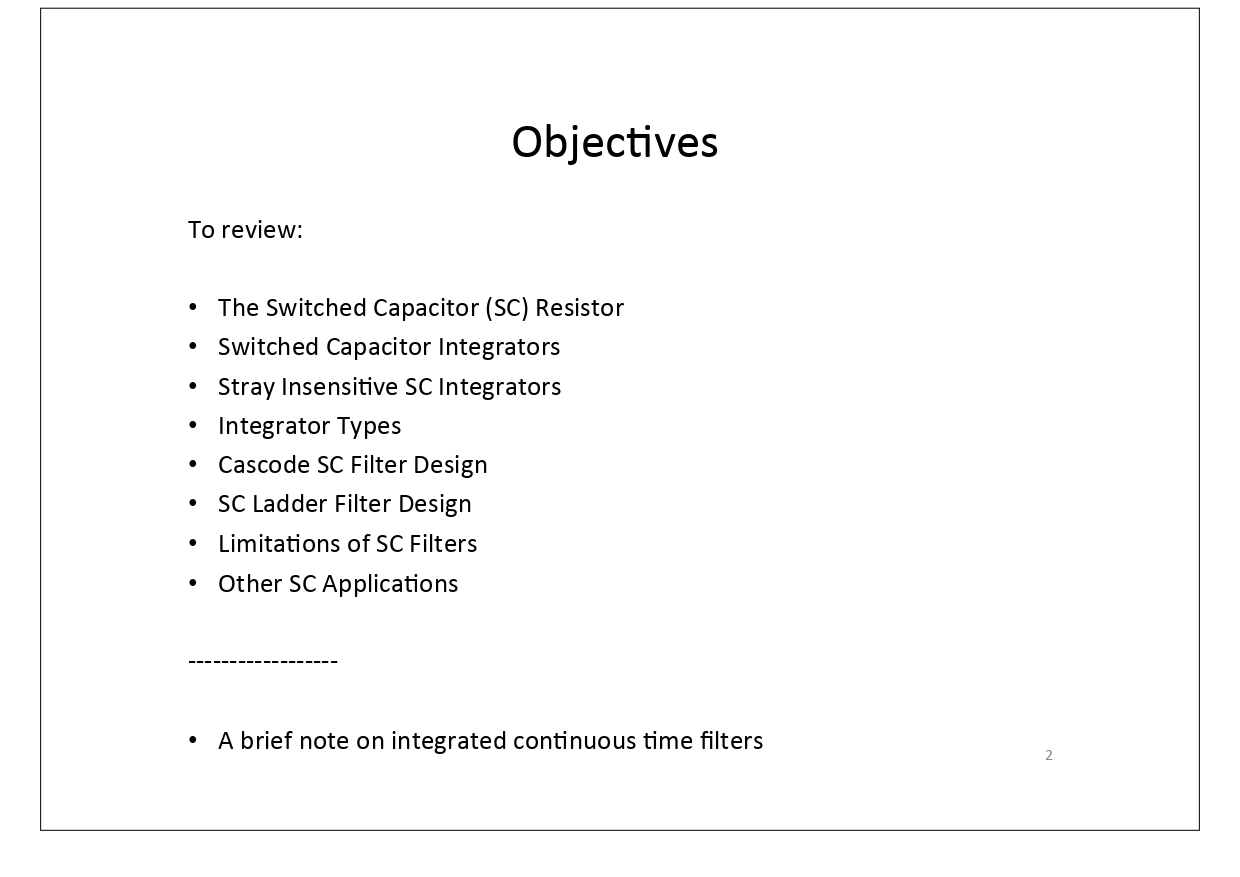 Objectives
To review:
• The Switched Capacitor (SC) Resistor
• Switched Capacitor Integrators
• Stray Insensitive SC Integrators
• Integrator Types
• Cascode SC Filter Design
• SC Ladder Filter Design
• Limitations of SC Filters
• Other SC Applications
------------------
• A brief note on integrated continuous time filters
2